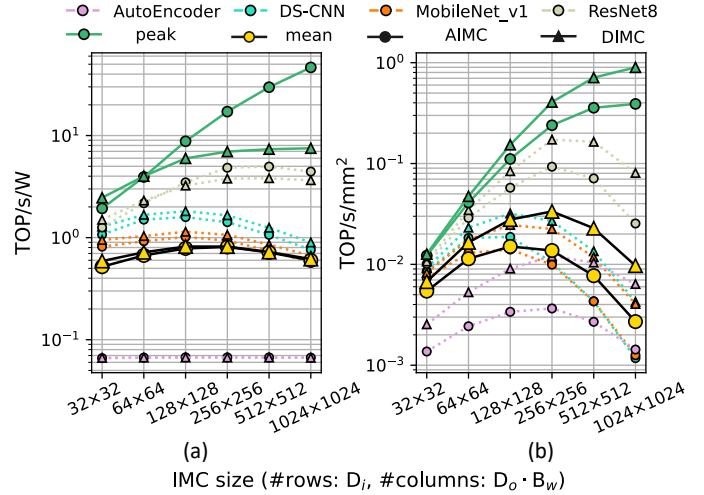 AutoEncoder DS-CNN MobileNet_v1 ResNet8
peak mean AIMC DIMC
TOP/s/W
10¹
10⁰
10⁻¹
32×32 64×64 128×128 256×256 512×512 1024×1024
(a)
TOP/s/mm²
10⁰
10⁻¹
10⁻²
10⁻³
32×32 64×64 128×128 256×256 512×512 1024×1024
(b)
IMC size (#rows: Dᵢ, #columns: Dₒ · B_w)